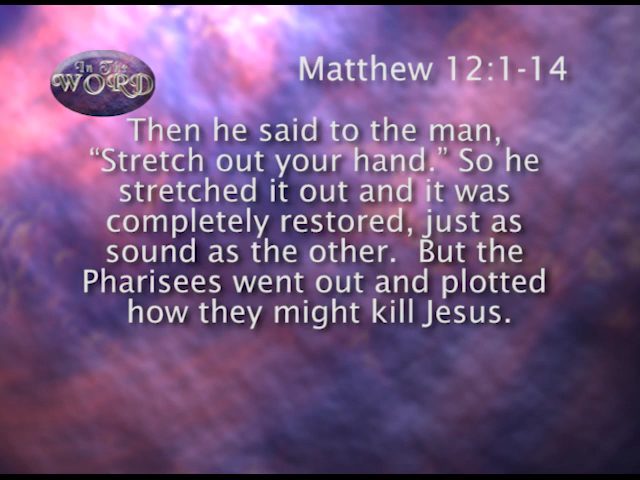 In The
WORD
Matthew 12:1-14
Then he said to the man,
“Stretch out your hand.” So he
stretched it out and it was
completely restored, just as
sound as the other.  But the
Pharisees went out and plotted
how they might kill Jesus.